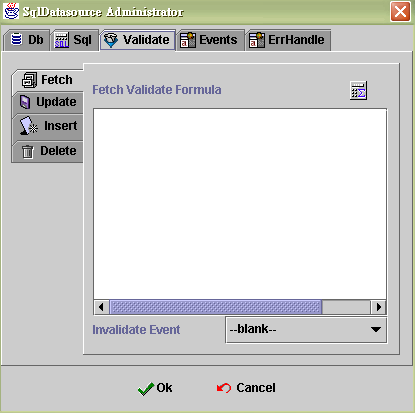 SqlDatasource Administrator
Db Sql Validate Events ErrHandle
Fetch
Update
Insert
Delete
Fetch Validate Formula
Invalidate Event --blank--
Ok Cancel